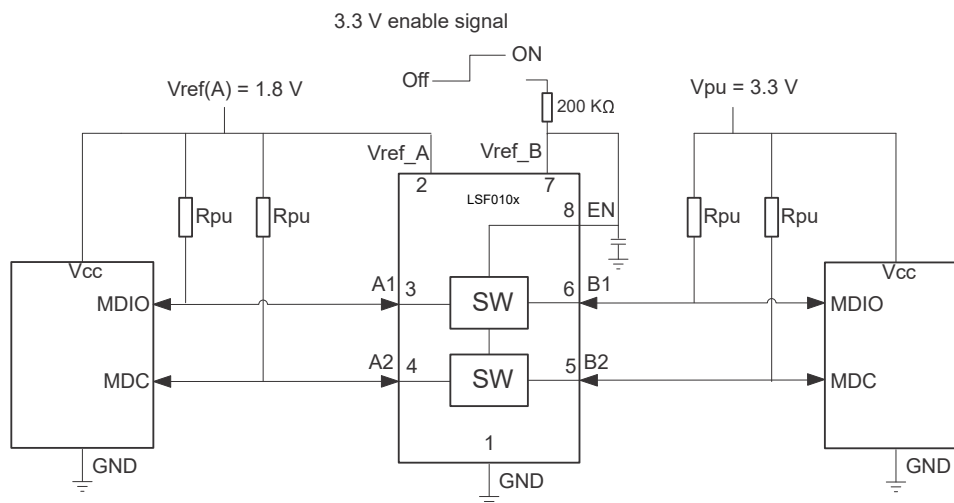 3.3 V enable signal
ON
Off
Vref(A) = 1.8 V
Vpu = 3.3 V
200 KΩ
Vref_A
Vref_B
2
7
LSF010x
8
EN
Rpu
Rpu
Rpu
Rpu
Vcc
Vcc
MDIO
A1
3
SW
6
B1
MDIO
MDC
A2
4
SW
5
B2
MDC
1
GND
GND
GND